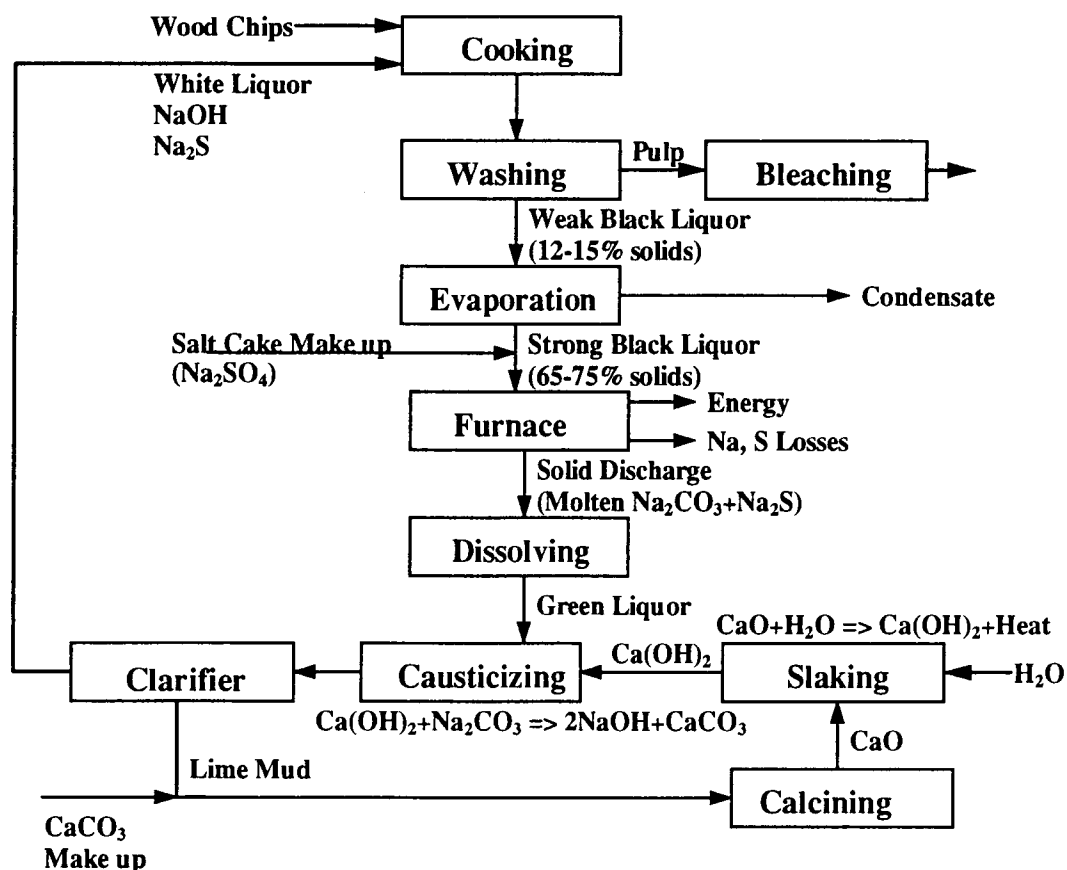 Wood Chips
Cooking
White Liquor
NaOH
Na₂S
Washing
Pulp
Bleaching
Weak Black Liquor
(12-15% solids)
Evaporation
Condensate
Salt Cake Make up
(Na₂SO₄)
Strong Black Liquor
(65-75% solids)
Furnace
Energy
Na, S Losses
Solid Discharge
(Molten Na₂CO₃+Na₂S)
Dissolving
Green Liquor
CaO+H₂O => Ca(OH)₂+Heat
Clarifier
Causticizing
Ca(OH)₂
Slaking
H₂O
Ca(OH)₂+Na₂CO₃ => 2NaOH+CaCO₃
CaO
Lime Mud
Calcining
CaCO₃
Make up